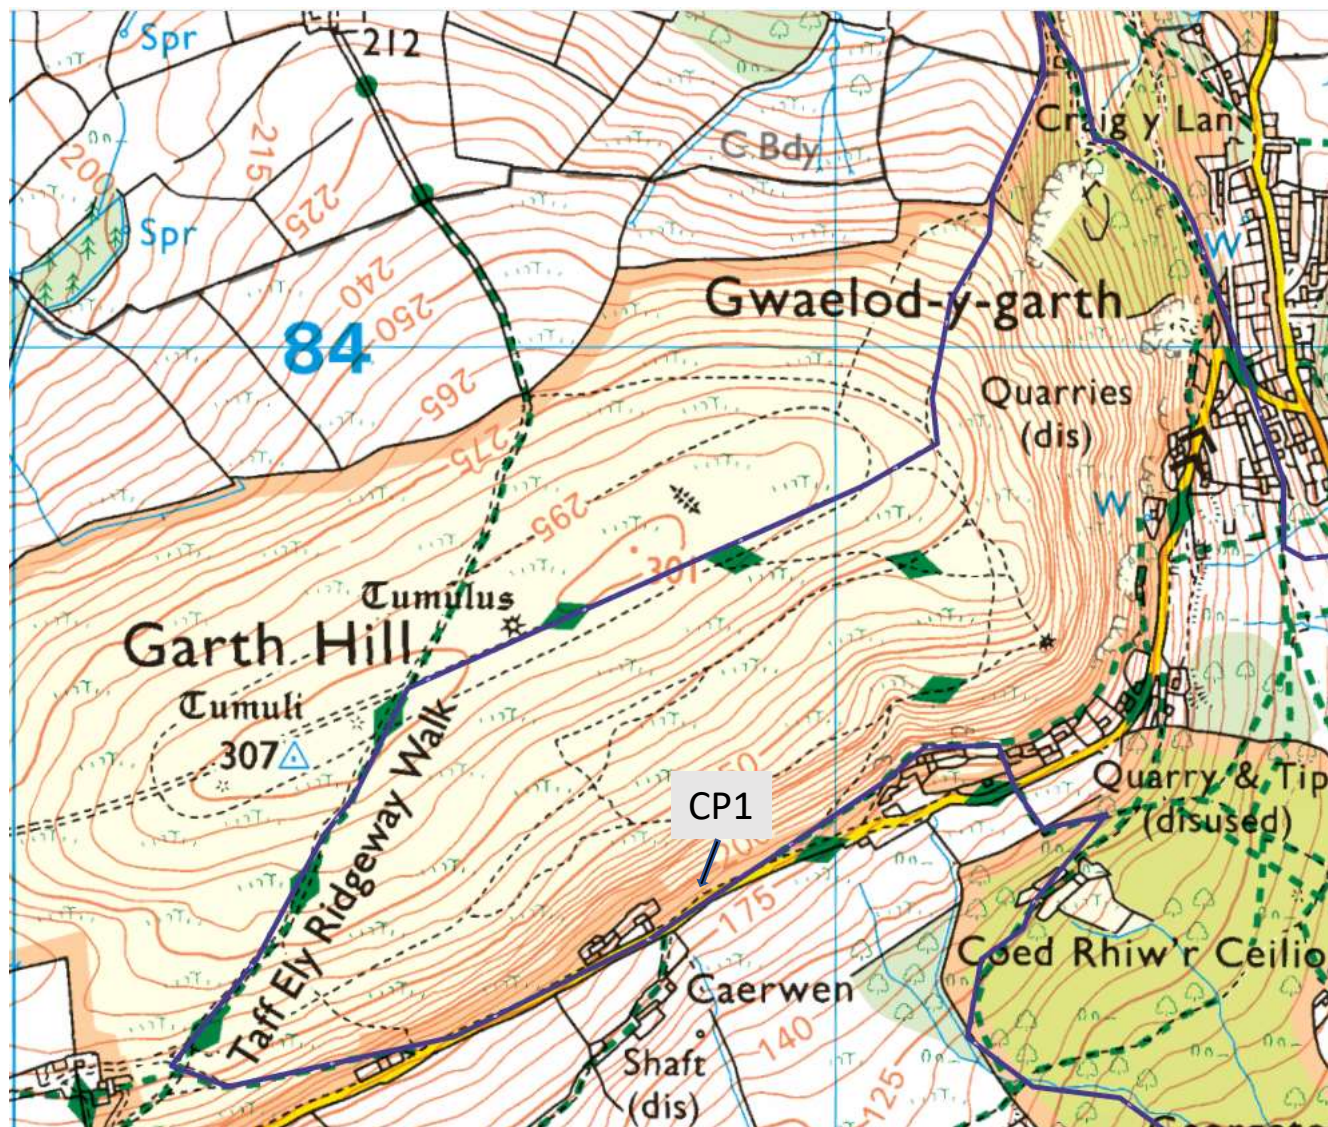 Spr
212
215
200
225
Spr
240
250
265
275
84
G Bdy
Craig y Lan
W
Gwaelod-y-garth
Quarries
(dis)
W
295
301
Tumulus
Garth Hill
Tumuli
307
Taff Ely Ridgeway Walk
CP1
Quarry & Tip
(disused)
175
Coed Rhiw'r Ceilio
Caerwen
Shaft
(dis)
140
125